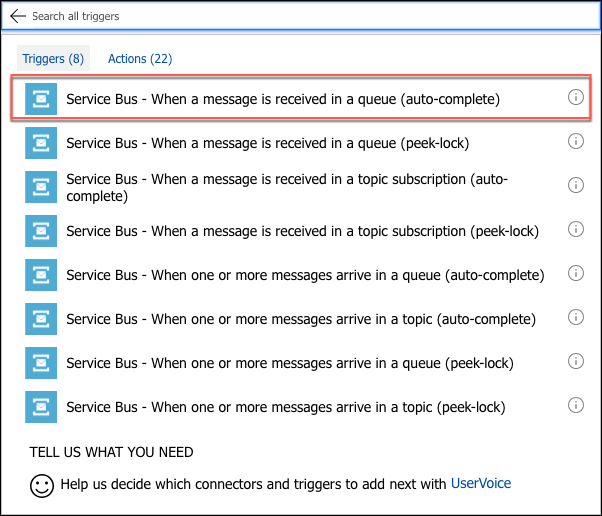 Search all triggers
Triggers (8) Actions (22)
Service Bus - When a message is received in a queue (auto-complete)
Service Bus - When a message is received in a queue (peek-lock)
Service Bus - When a message is received in a topic subscription (auto-
complete)
Service Bus - When a message is received in a topic subscription (peek-lock)
Service Bus - When one or more messages arrive in a queue (auto-complete)
Service Bus - When one or more messages arrive in a topic (auto-complete)
Service Bus - When one or more messages arrive in a queue (peek-lock)
Service Bus - When one or more messages arrive in a topic (peek-lock)
TELL US WHAT YOU NEED
Help us decide which connectors and triggers to add next with UserVoice